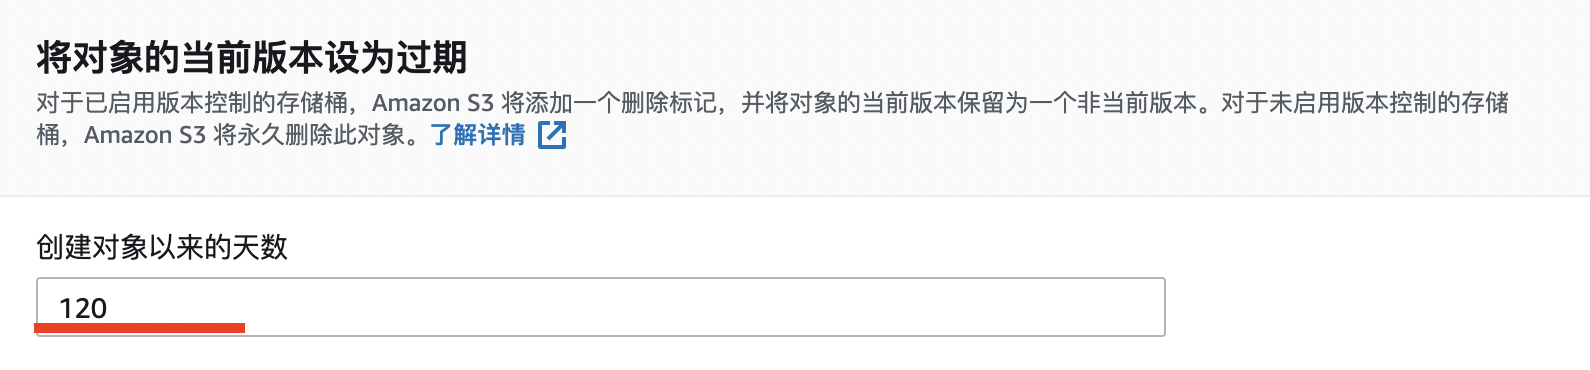 将对象的当前版本设为过期
对于已启用版本控制的存储桶，Amazon S3 将添加一个删除标记，并将对象的当前版本保留为一个非当前版本。对于未启用版本控制的存储
桶，Amazon S3 将永久删除此对象。了解详情
创建对象以来的天数
120